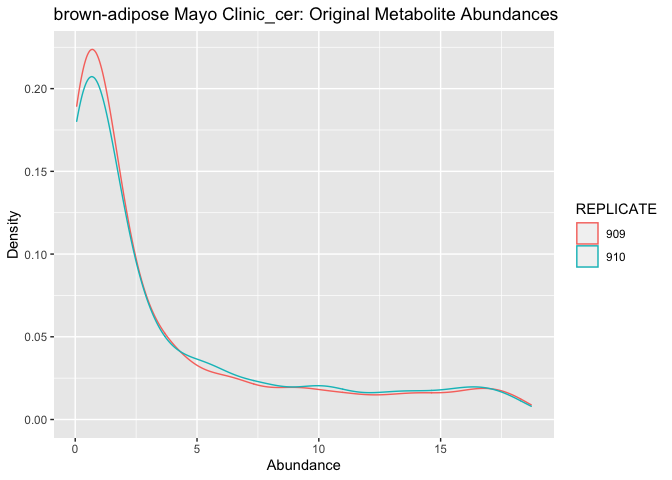 brown-adipose Mayo Clinic_cer: Original Metabolite Abundances
Density
0.20
0.15
0.10
0.05
0.00
0
5
10
15
Abundance
REPLICATE
909
910